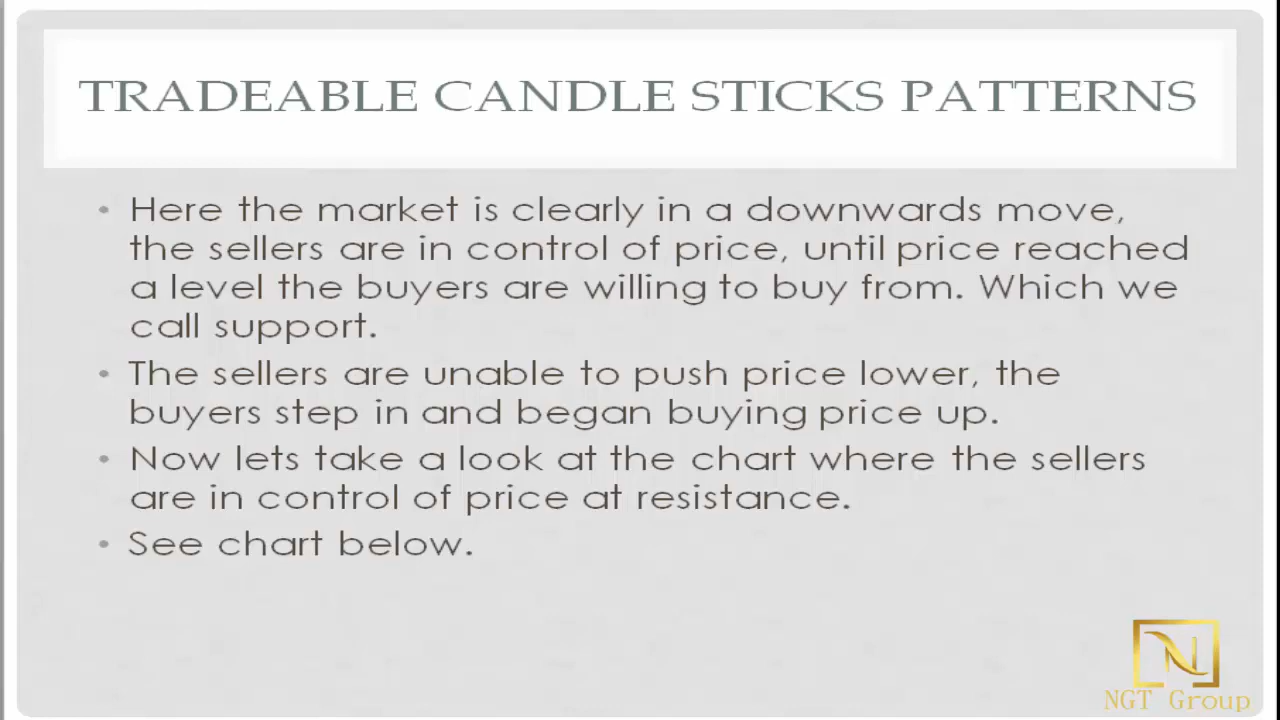 TRADEABLE CANDLE STICKS PATTERNS
• Here the market is clearly in a downwards move,
the sellers are in control of price, until price reached
a level the buyers are willing to buy from. Which we
call support.
• The sellers are unable to push price lower, the
buyers step in and began buying price up.
• Now lets take a look at the chart where the sellers
are in control of price at resistance.
• See chart below.
N
NGT Group